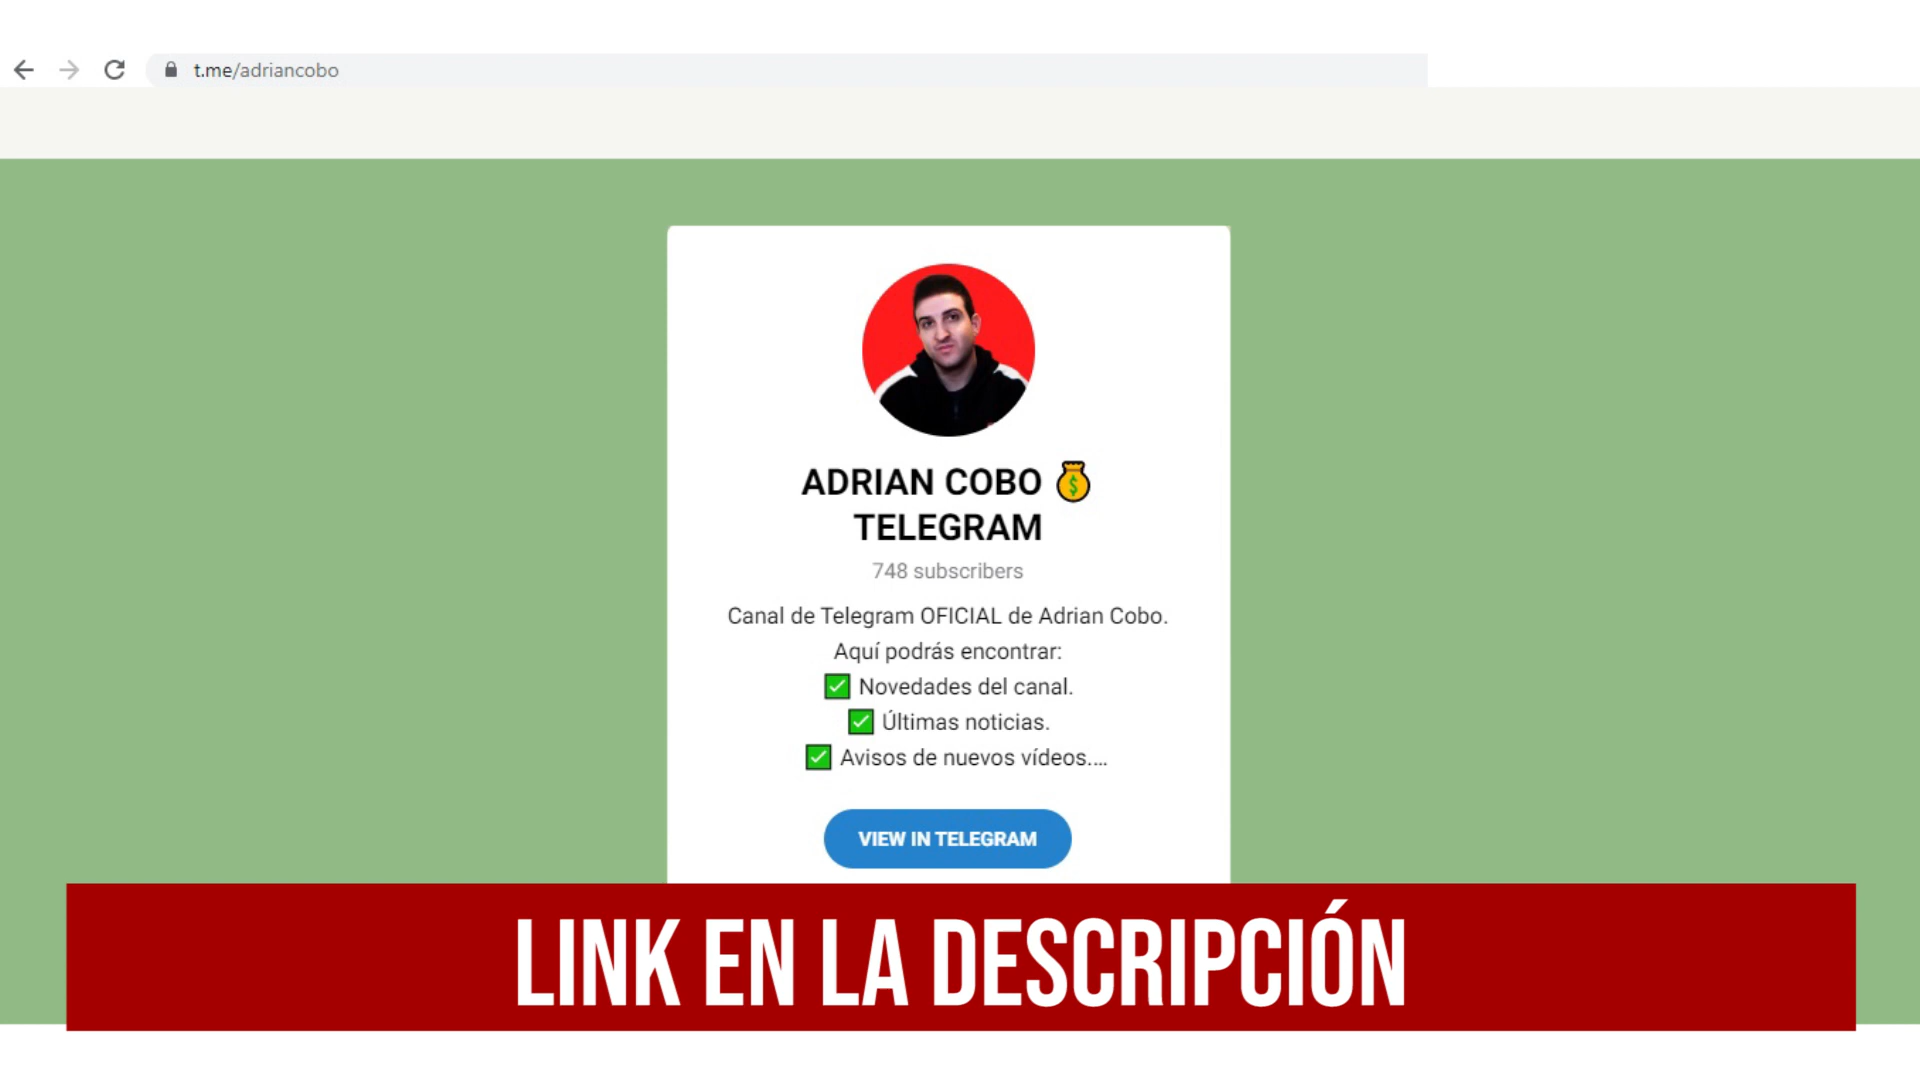 t.me/adriancobo
ADRIAN COBO 💰
TELEGRAM
748 subscribers
Canal de Telegram OFICIAL de Adrian Cobo.
Aquí podrás encontrar:
✅ Novedades del canal.
✅ Últimas noticias.
✅ Avisos de nuevos vídeos....
VIEW IN TELEGRAM
LINK EN LA DESCRIPCIÓN